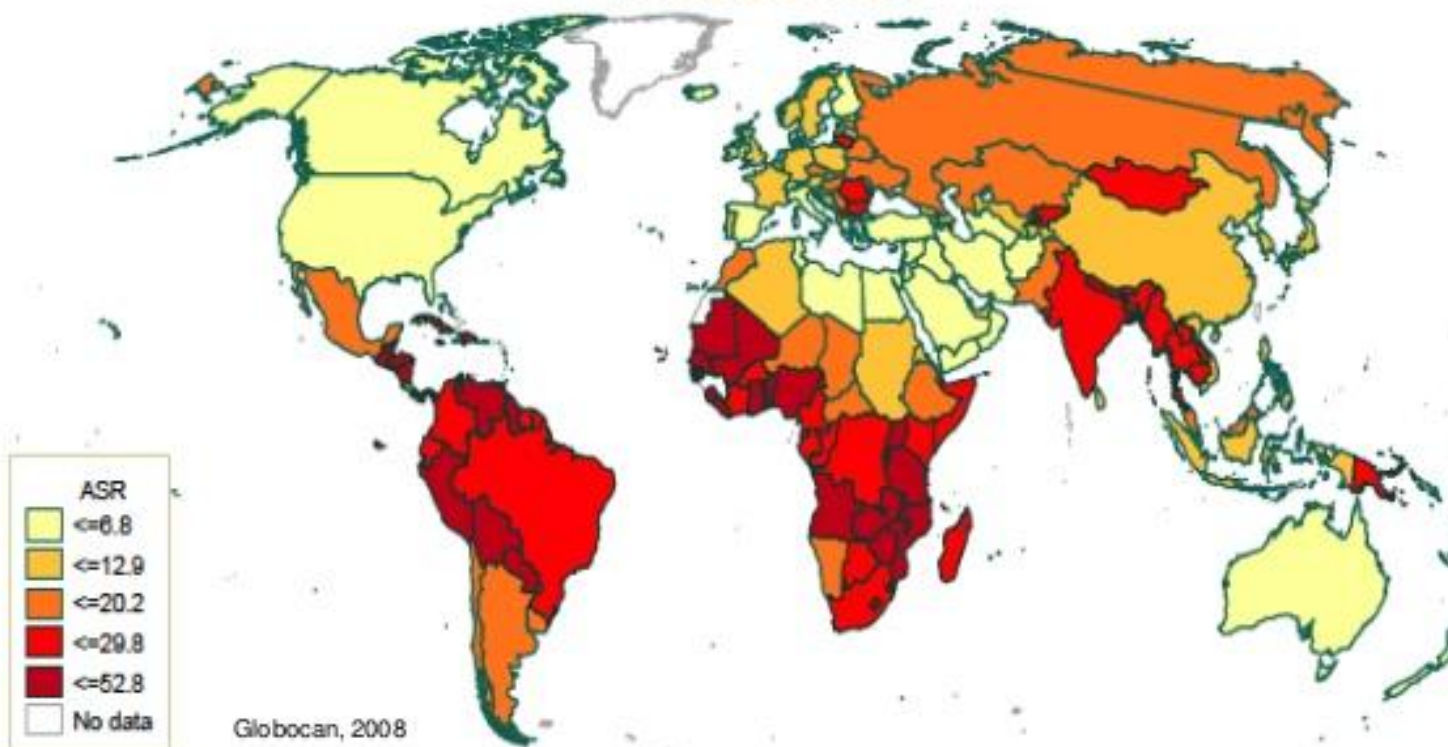 ASR
<=6.8
<=12.9
<=20.2
<=29.8
<=52.8
No data
Globocan, 2008